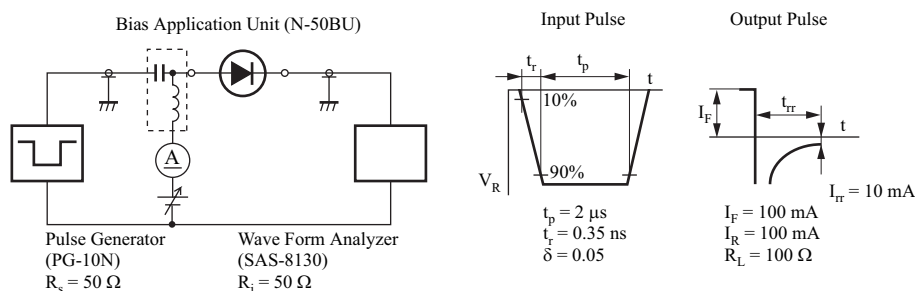 Bias Application Unit (N-50BU)
A
Pulse Generator
(PG-10N)
R_s = 50 Ω
Wave Form Analyzer
(SAS-8130)
R_i = 50 Ω
Input Pulse
t_r t_p t
10%
90%
V_R
t_p = 2 μs
t_r = 0.35 ns
δ = 0.05
Output Pulse
I_F t_rr t
I_rr = 10 mA
I_F = 100 mA
I_R = 100 mA
R_L = 100 Ω